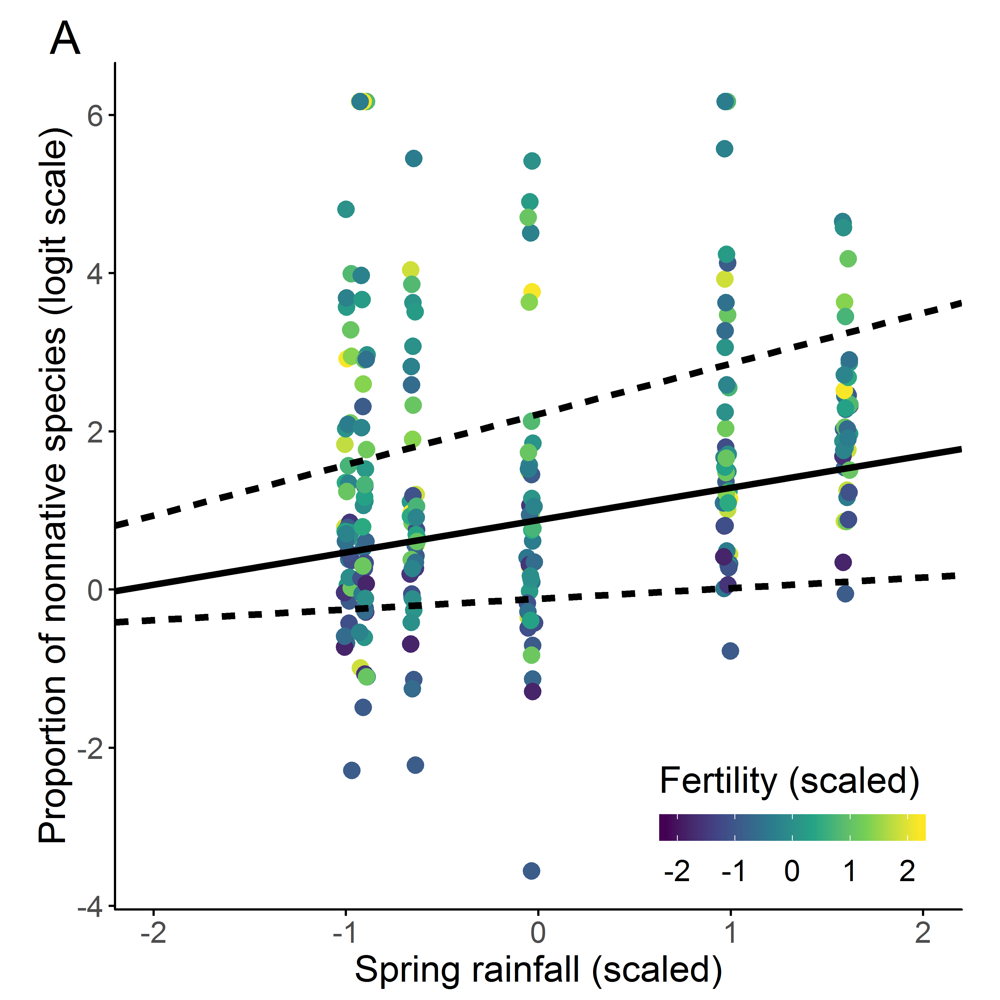 A
Proportion of nonnative species (logit scale)
6
4
2
0
-2
-4
Fertility (scaled)
-2 -1 0 1 2
-2 -1 0 1 2
Spring rainfall (scaled)